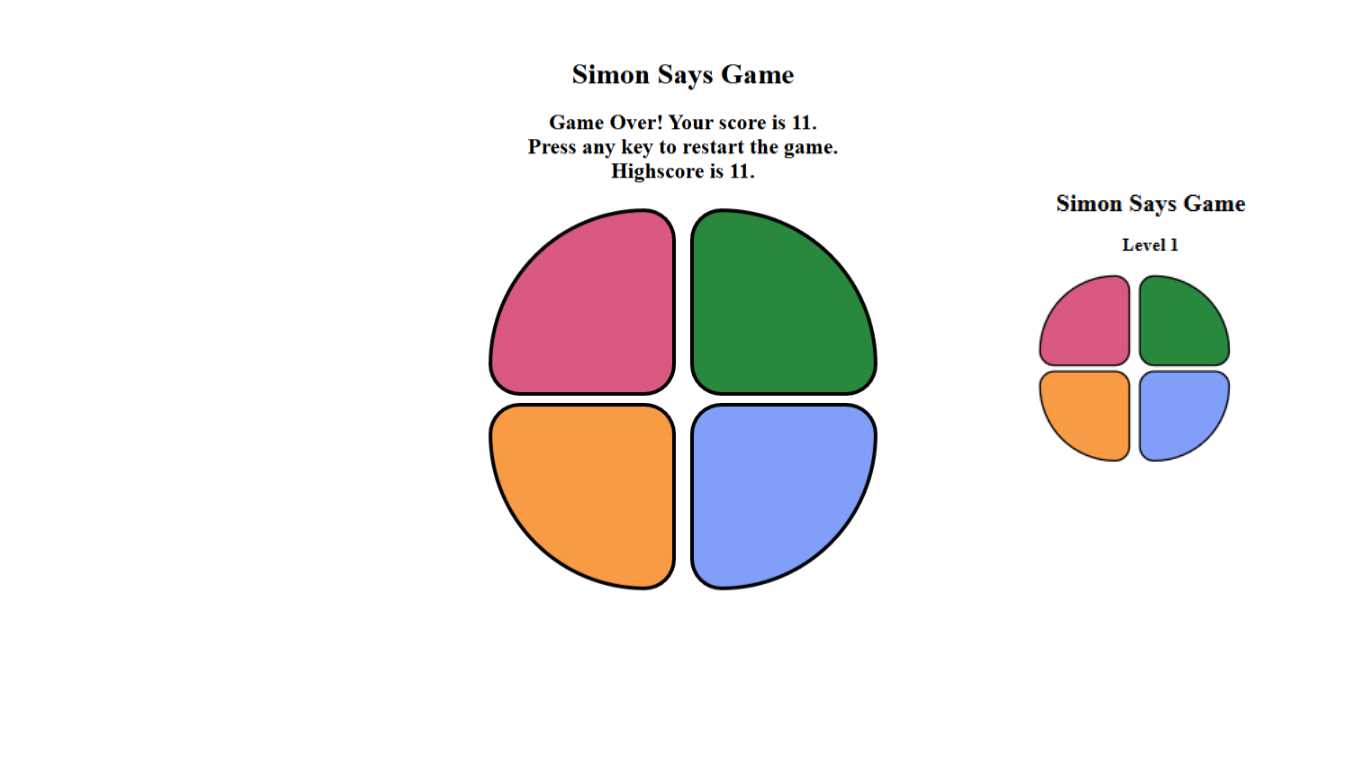 Simon Says Game
Game Over! Your score is 11.
Press any key to restart the game.
Highscore is 11.
Simon Says Game
Level 1